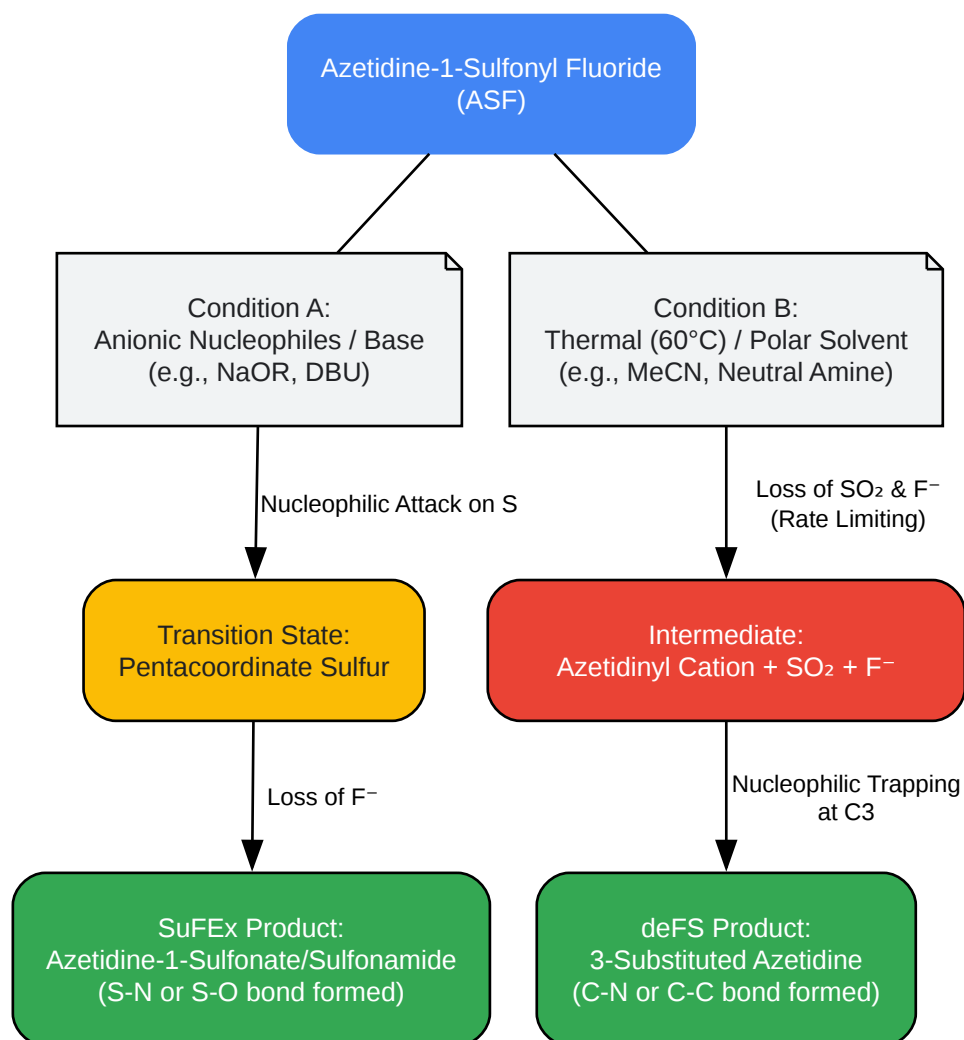 Azetidine-1-Sulfonyl Fluoride
(ASF)
Condition A:
Anionic Nucleophiles / Base
(e.g., NaOR, DBU)
Condition B:
Thermal (60°C) / Polar Solvent
(e.g., MeCN, Neutral Amine)
Nucleophilic Attack on S
Loss of SO₂ & F⁻
(Rate Limiting)
Transition State:
Pentacoordinate Sulfur
Intermediate:
Azetidinyl Cation + SO₂ + F⁻
Loss of F⁻
Nucleophilic Trapping
at C3
SuFEx Product:
Azetidine-1-Sulfonate/Sulfonamide
(S-N or S-O bond formed)
deFS Product:
3-Substituted Azetidine
(C-N or C-C bond formed)